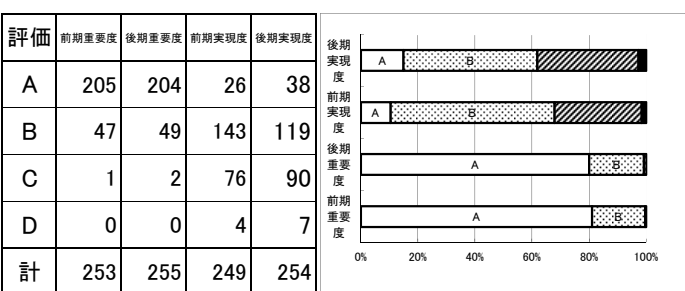 評価 前期重要度 後期重要度 前期実現度 後期実現度
A 205 204 26 38
B 47 49 143 119
C 1 2 76 90
D 0 0 4 7
計 253 255 249 254
後期
実現
度
A B
前期
実現
度
A B
後期
重要
度
A B
前期
重要
度
A B
0% 20% 40% 60% 80% 100%